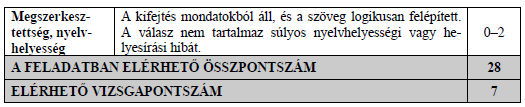 Megszerkesz-
tettség, nyelv-
helyesség
A kifejtés mondatokból áll, és a szöveg logikusan felépített.
A válasz nem tartalmaz súlyos nyelvhelyességi vagy he-
lyesírási hibát.
0–2
A FELADATBAN ELÉRHETŐ ÖSSZPONTSZÁM 28
ELÉRHETŐ VIZSGAPONTSZÁM 7